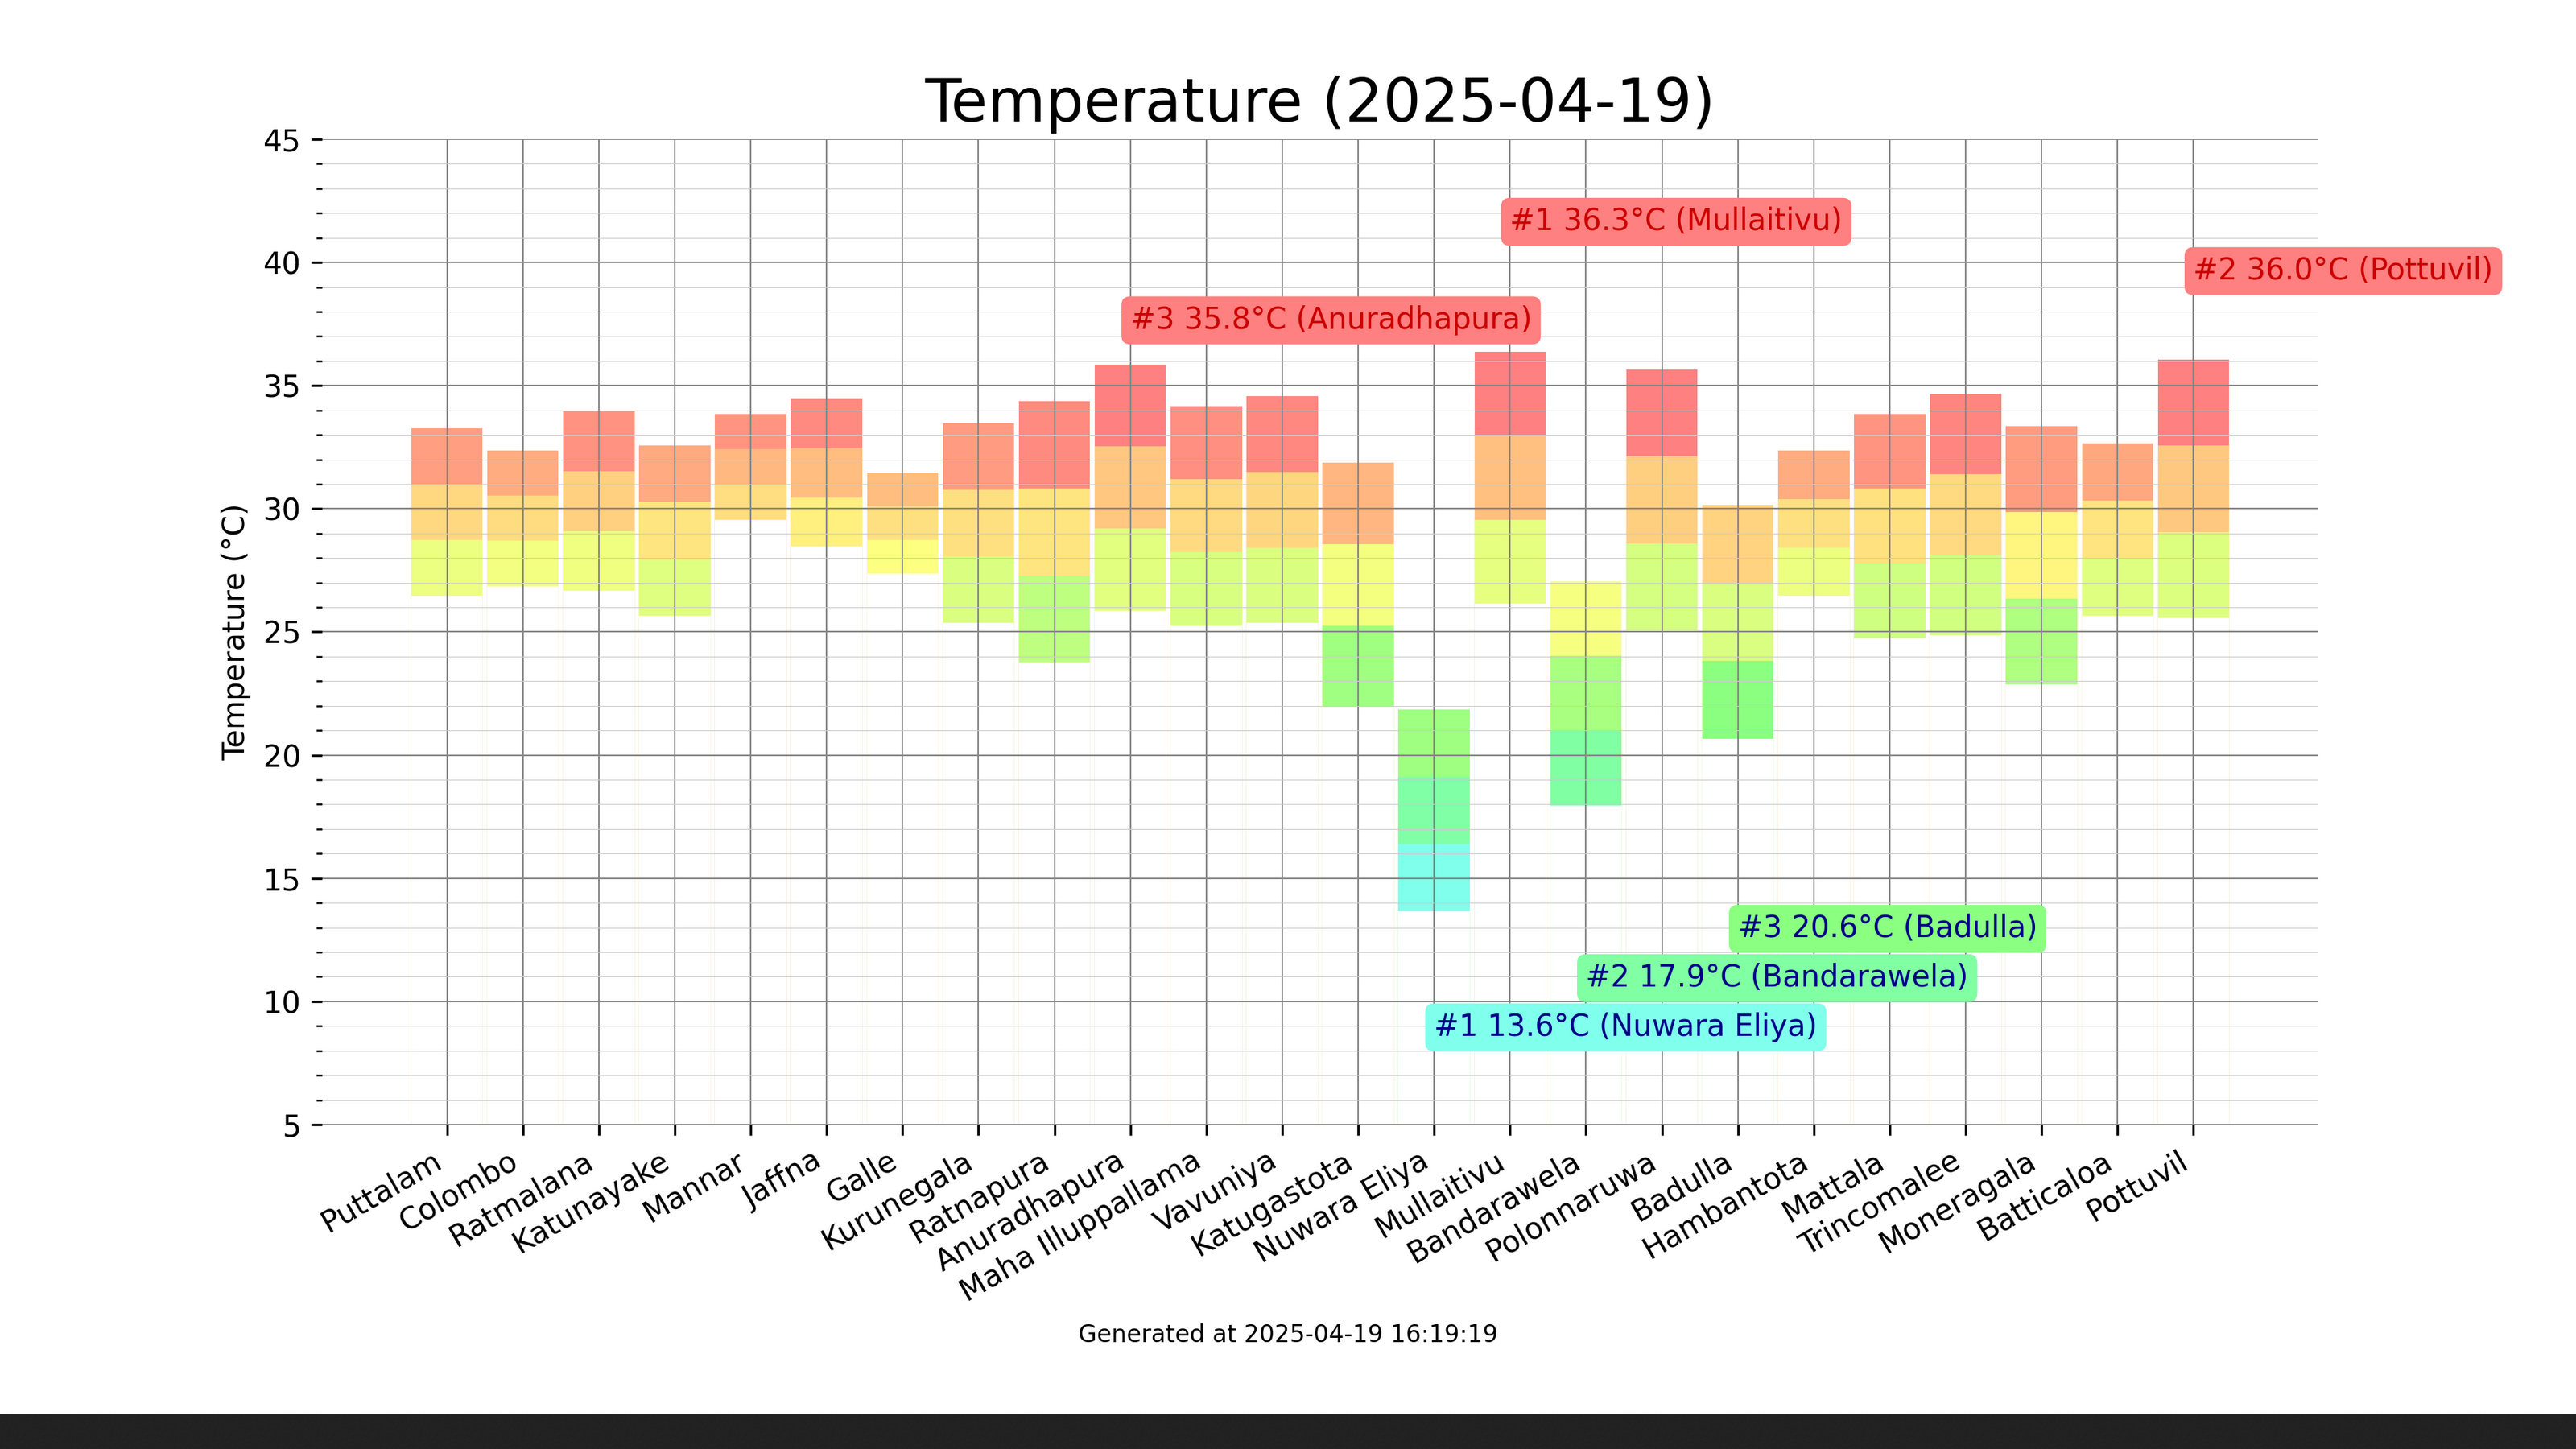 Temperature (2025-04-19)
45
40
35
30
25
20
15
10
5
Temperature (°C)
#1 36.3°C (Mullaitivu)
#2 36.0°C (Pottuvil)
#3 35.8°C (Anuradhapura)
#3 20.6°C (Badulla)
#2 17.9°C (Bandarawela)
#1 13.6°C (Nuwara Eliya)
Puttalam
Colombo
Ratmalana
Katunayake
Mannar
Jaffna
Galle
Kurunegala
Ratnapura
Anuradhapura
Maha Illuppallama
Vavuniya
Katugastota
Nuwara Eliya
Mullaitivu
Bandarawela
Polonnaruwa
Badulla
Hambantota
Mattala
Trincomalee
Moneragala
Batticaloa
Pottuvil
Generated at 2025-04-19 16:19:19